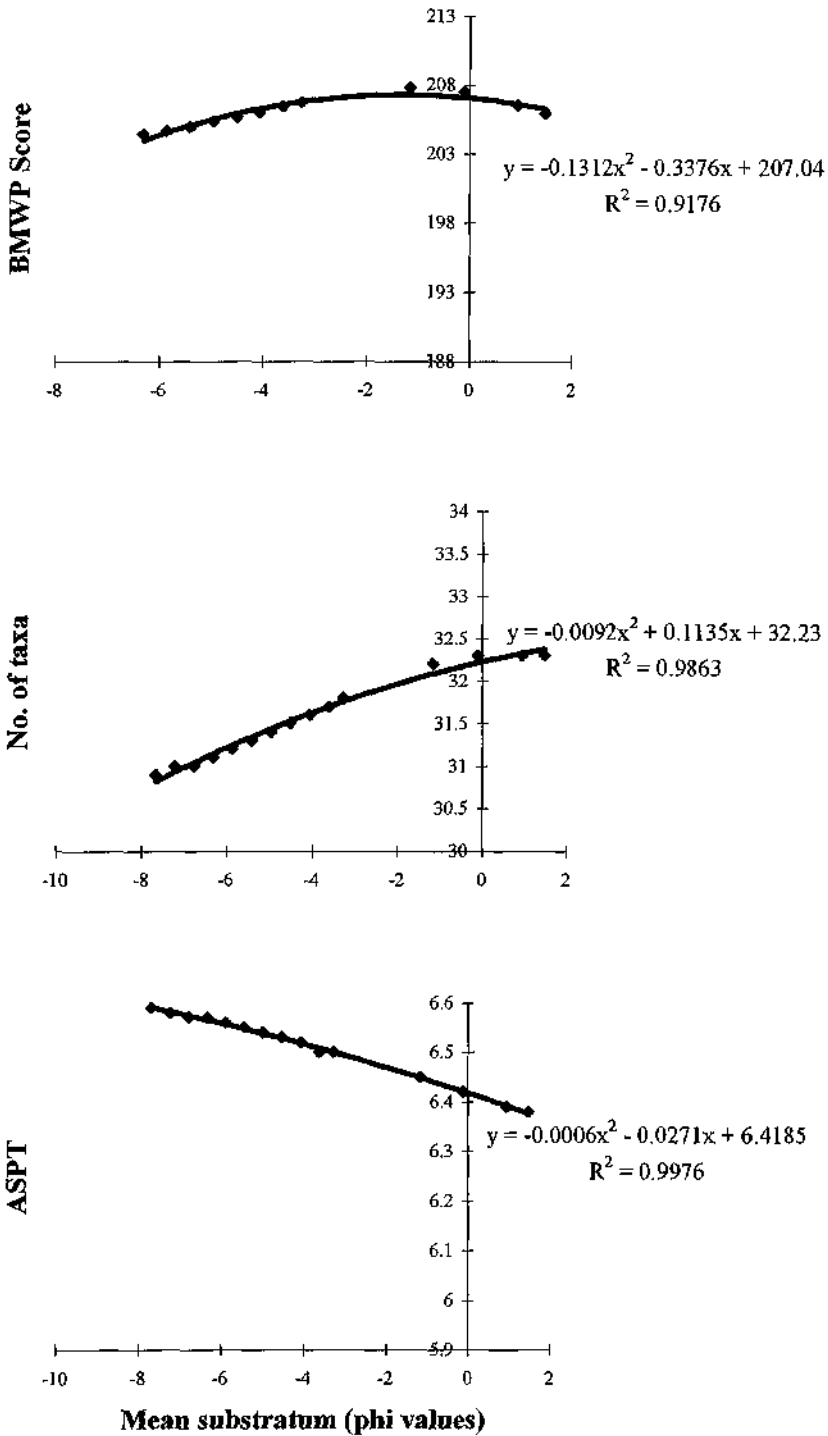 BMWP Score
213
208
203
198
193
188
y = -0.1312x² - 0.3376x + 207.04
R² = 0.9176
-8 -6 -4 -2 0 2
No. of taxa
34
33.5
33
32.5
32
31.5
31
30.5
30
y = -0.0092x² + 0.1135x + 32.23
R² = 0.9863
-10 -8 -6 -4 -2 0 2
ASPT
6.6
6.5
6.4
6.3
6.2
6.1
6
5.9
y = -0.0006x² - 0.0271x + 6.4185
R² = 0.9976
-10 -8 -6 -4 -2 0 2
Mean substratum (phi values)